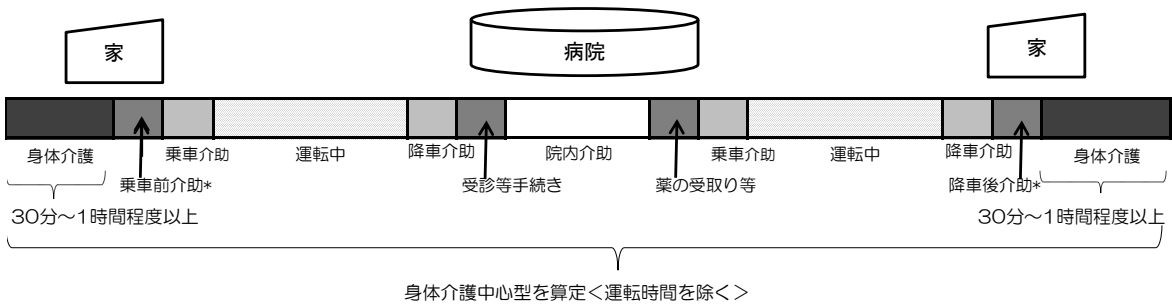 家 病院 家
身体介護 乗車介助 運転中 降車介助 院内介助 乗車介助 運転中 降車介助 身体介護
乗車前介助* 受診等手続き 薬の受取り等 降車後介助*
30分～1時間程度以上 30分～1時間程度以上
身体介護中心型を算定＜運転時間を除く＞